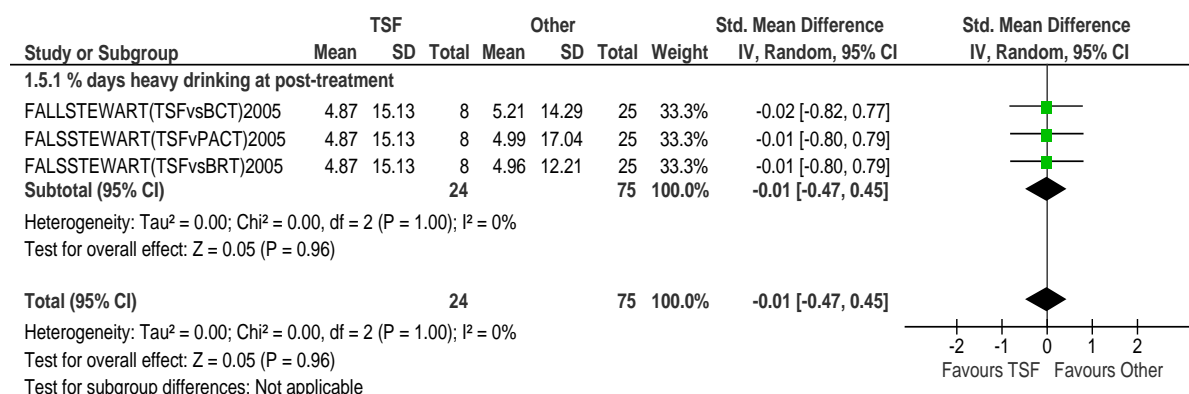 TSF Other Std. Mean Difference Std. Mean Difference
Study or Subgroup Mean SD Total Mean SD Total Weight IV, Random, 95% CI IV, Random, 95% CI
1.5.1 % days heavy drinking at post-treatment
FALLSTEWART(TSFvsBCT)2005 4.87 15.13 8 5.21 14.29 25 33.3% -0.02 [-0.82, 0.77]
FALSSTEWART(TSFvPACT)2005 4.87 15.13 8 4.99 17.04 25 33.3% -0.01 [-0.80, 0.79]
FALSSTEWART(TSFvsBRT)2005 4.87 15.13 8 4.96 12.21 25 33.3% -0.01 [-0.80, 0.79]
Subtotal (95% CI) 24 75 100.0% -0.01 [-0.47, 0.45]
Heterogeneity: Tau² = 0.00; Chi² = 0.00, df = 2 (P = 1.00); I² = 0%
Test for overall effect: Z = 0.05 (P = 0.96)
Total (95% CI) 24 75 100.0% -0.01 [-0.47, 0.45]
Heterogeneity: Tau² = 0.00; Chi² = 0.00, df = 2 (P = 1.00); I² = 0%
Test for overall effect: Z = 0.05 (P = 0.96)
Test for subgroup differences: Not applicable
-2 -1 0 1 2
Favours TSF Favours Other